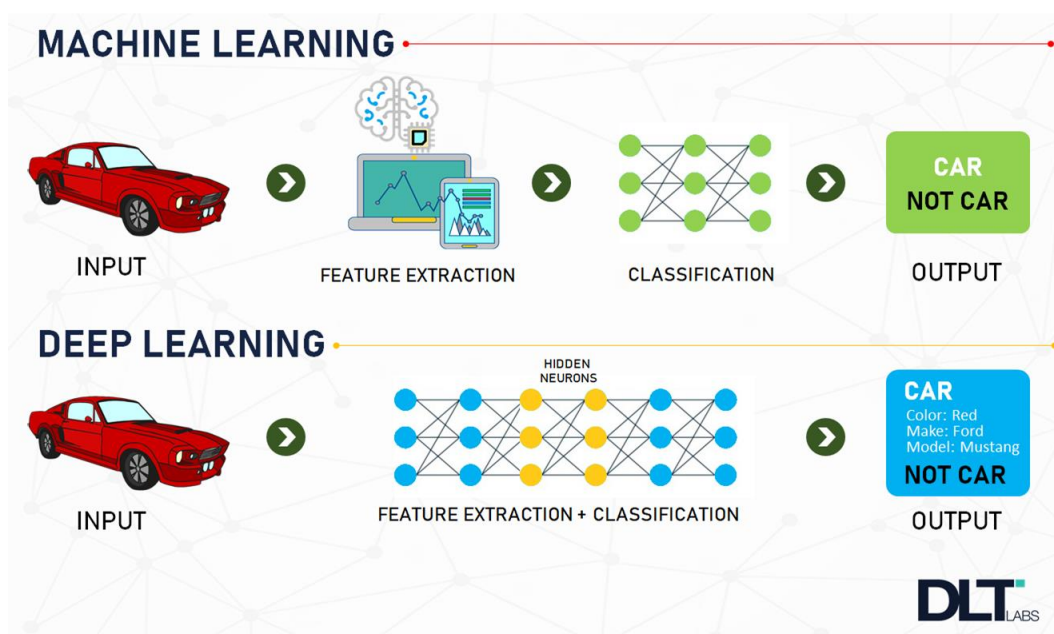 MACHINE LEARNING
INPUT
FEATURE EXTRACTION
CLASSIFICATION
CAR
NOT CAR
OUTPUT
DEEP LEARNING
INPUT
HIDDEN
NEURONS
FEATURE EXTRACTION + CLASSIFICATION
CAR
Color: Red
Make: Ford
Model: Mustang
NOT CAR
OUTPUT
DLT LABS